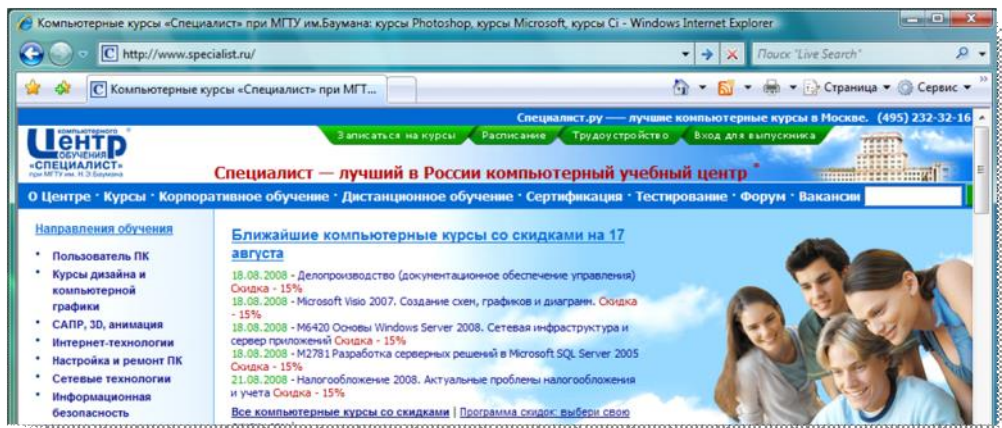 Компьютерные курсы «Специалист» при МГТУ им.Баумана: курсы Photoshop, курсы Microsoft, курсы Ci - Windows Internet Explorer
http://www.specialist.ru/
Поиск "Live Search"
Компьютерные курсы «Специалист» при МГТ...
Страница
Сервис
Специалист.ру —— лучшие компьютерные курсы в Москве. (495) 232-32-16
Записаться на курсы
Расписание
Трудоустройство
Вход для выпускника
компьютерного
Центр
ОБУЧЕНИЯ
«СПЕЦИАЛИСТ»
при МГТУ им. Н.Э.Баумана
Специалист — лучший в России компьютерный учебный центр *
О Центре · Курсы · Корпоративное обучение · Дистанционное обучение · Сертификация · Тестирование · Форум · Вакансии
Направления обучения
• Пользователь ПК
• Курсы дизайна и
компьютерной
графики
• САПР, 3D, анимация
• Интернет-технологии
• Настройка и ремонт ПК
• Сетевые технологии
• Информационная
безопасность
Ближайшие компьютерные курсы со скидками на 17
августа
18.08.2008 - Делопроизводство (документационное обеспечение управления)
Скидка - 15%
18.08.2008 - Microsoft Visio 2007. Создание схем, графиков и диаграмм. Скидка
- 15%
18.08.2008 - M6420 Основы Windows Server 2008. Сетевая инфраструктура и
сервер приложений Скидка - 15%
18.08.2008 - M2781 Разработка серверных решений в Microsoft SQL Server 2005
Скидка - 15%
21.08.2008 - Налогообложение 2008. Актуальные проблемы налогообложения
и учета Скидка - 15%
Все компьютерные курсы со скидками | Программа скидок: выбери свою